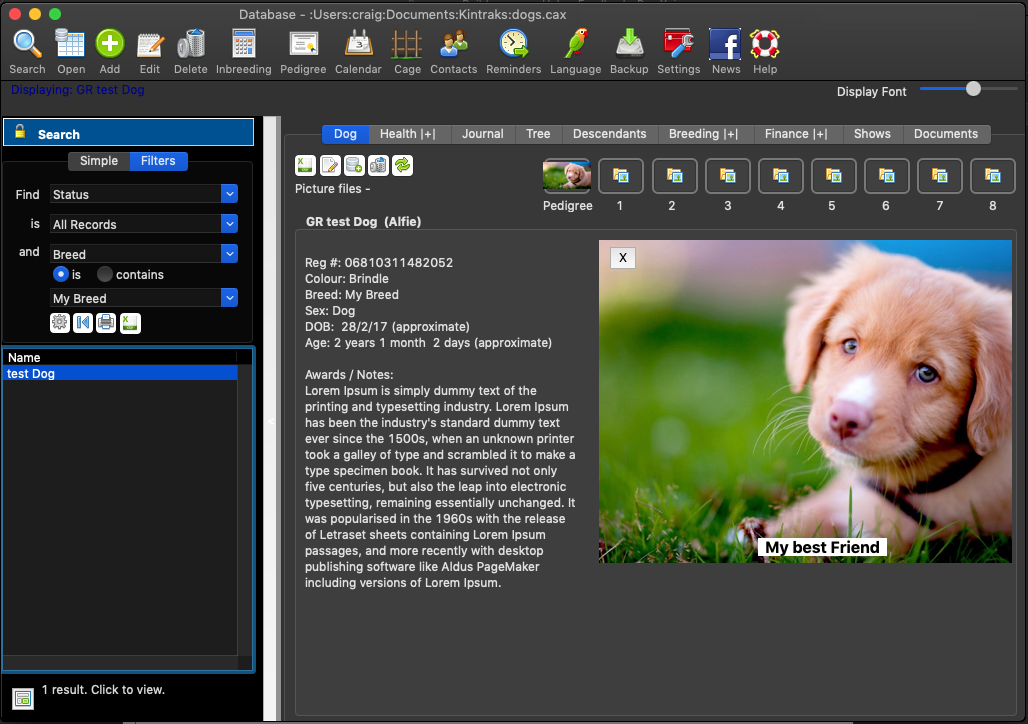 Database - :Users:craig:Documents:Kintraks:dogs.cax
Search Open Add Edit Delete Inbreeding Pedigree Calendar Cage Contacts Reminders Language Backup Settings News Help
Displaying: GR test Dog
Display Font
Search
Simple Filters
Find Status
is All Records
and Breed
is contains
My Breed
Name
test Dog
1 result. Click to view.
<
Dog Health |+| Journal Tree Descendants Breeding |+| Finance |+| Shows Documents
Picture files -
Pedigree 1 2 3 4 5 6 7 8
GR test Dog (Alfie)
Reg #: 06810311482052
Colour: Brindle
Breed: My Breed
Sex: Dog
DOB: 28/2/17 (approximate)
Age: 2 years 1 month 2 days (approximate)
Awards / Notes:
Lorem Ipsum is simply dummy text of the
printing and typesetting industry. Lorem Ipsum
has been the industry's standard dummy text
ever since the 1500s, when an unknown printer
took a galley of type and scrambled it to make a
type specimen book. It has survived not only
five centuries, but also the leap into electronic
typesetting, remaining essentially unchanged. It
was popularised in the 1960s with the release
of Letraset sheets containing Lorem Ipsum
passages, and more recently with desktop
publishing software like Aldus PageMaker
including versions of Lorem Ipsum.
X
My best Friend